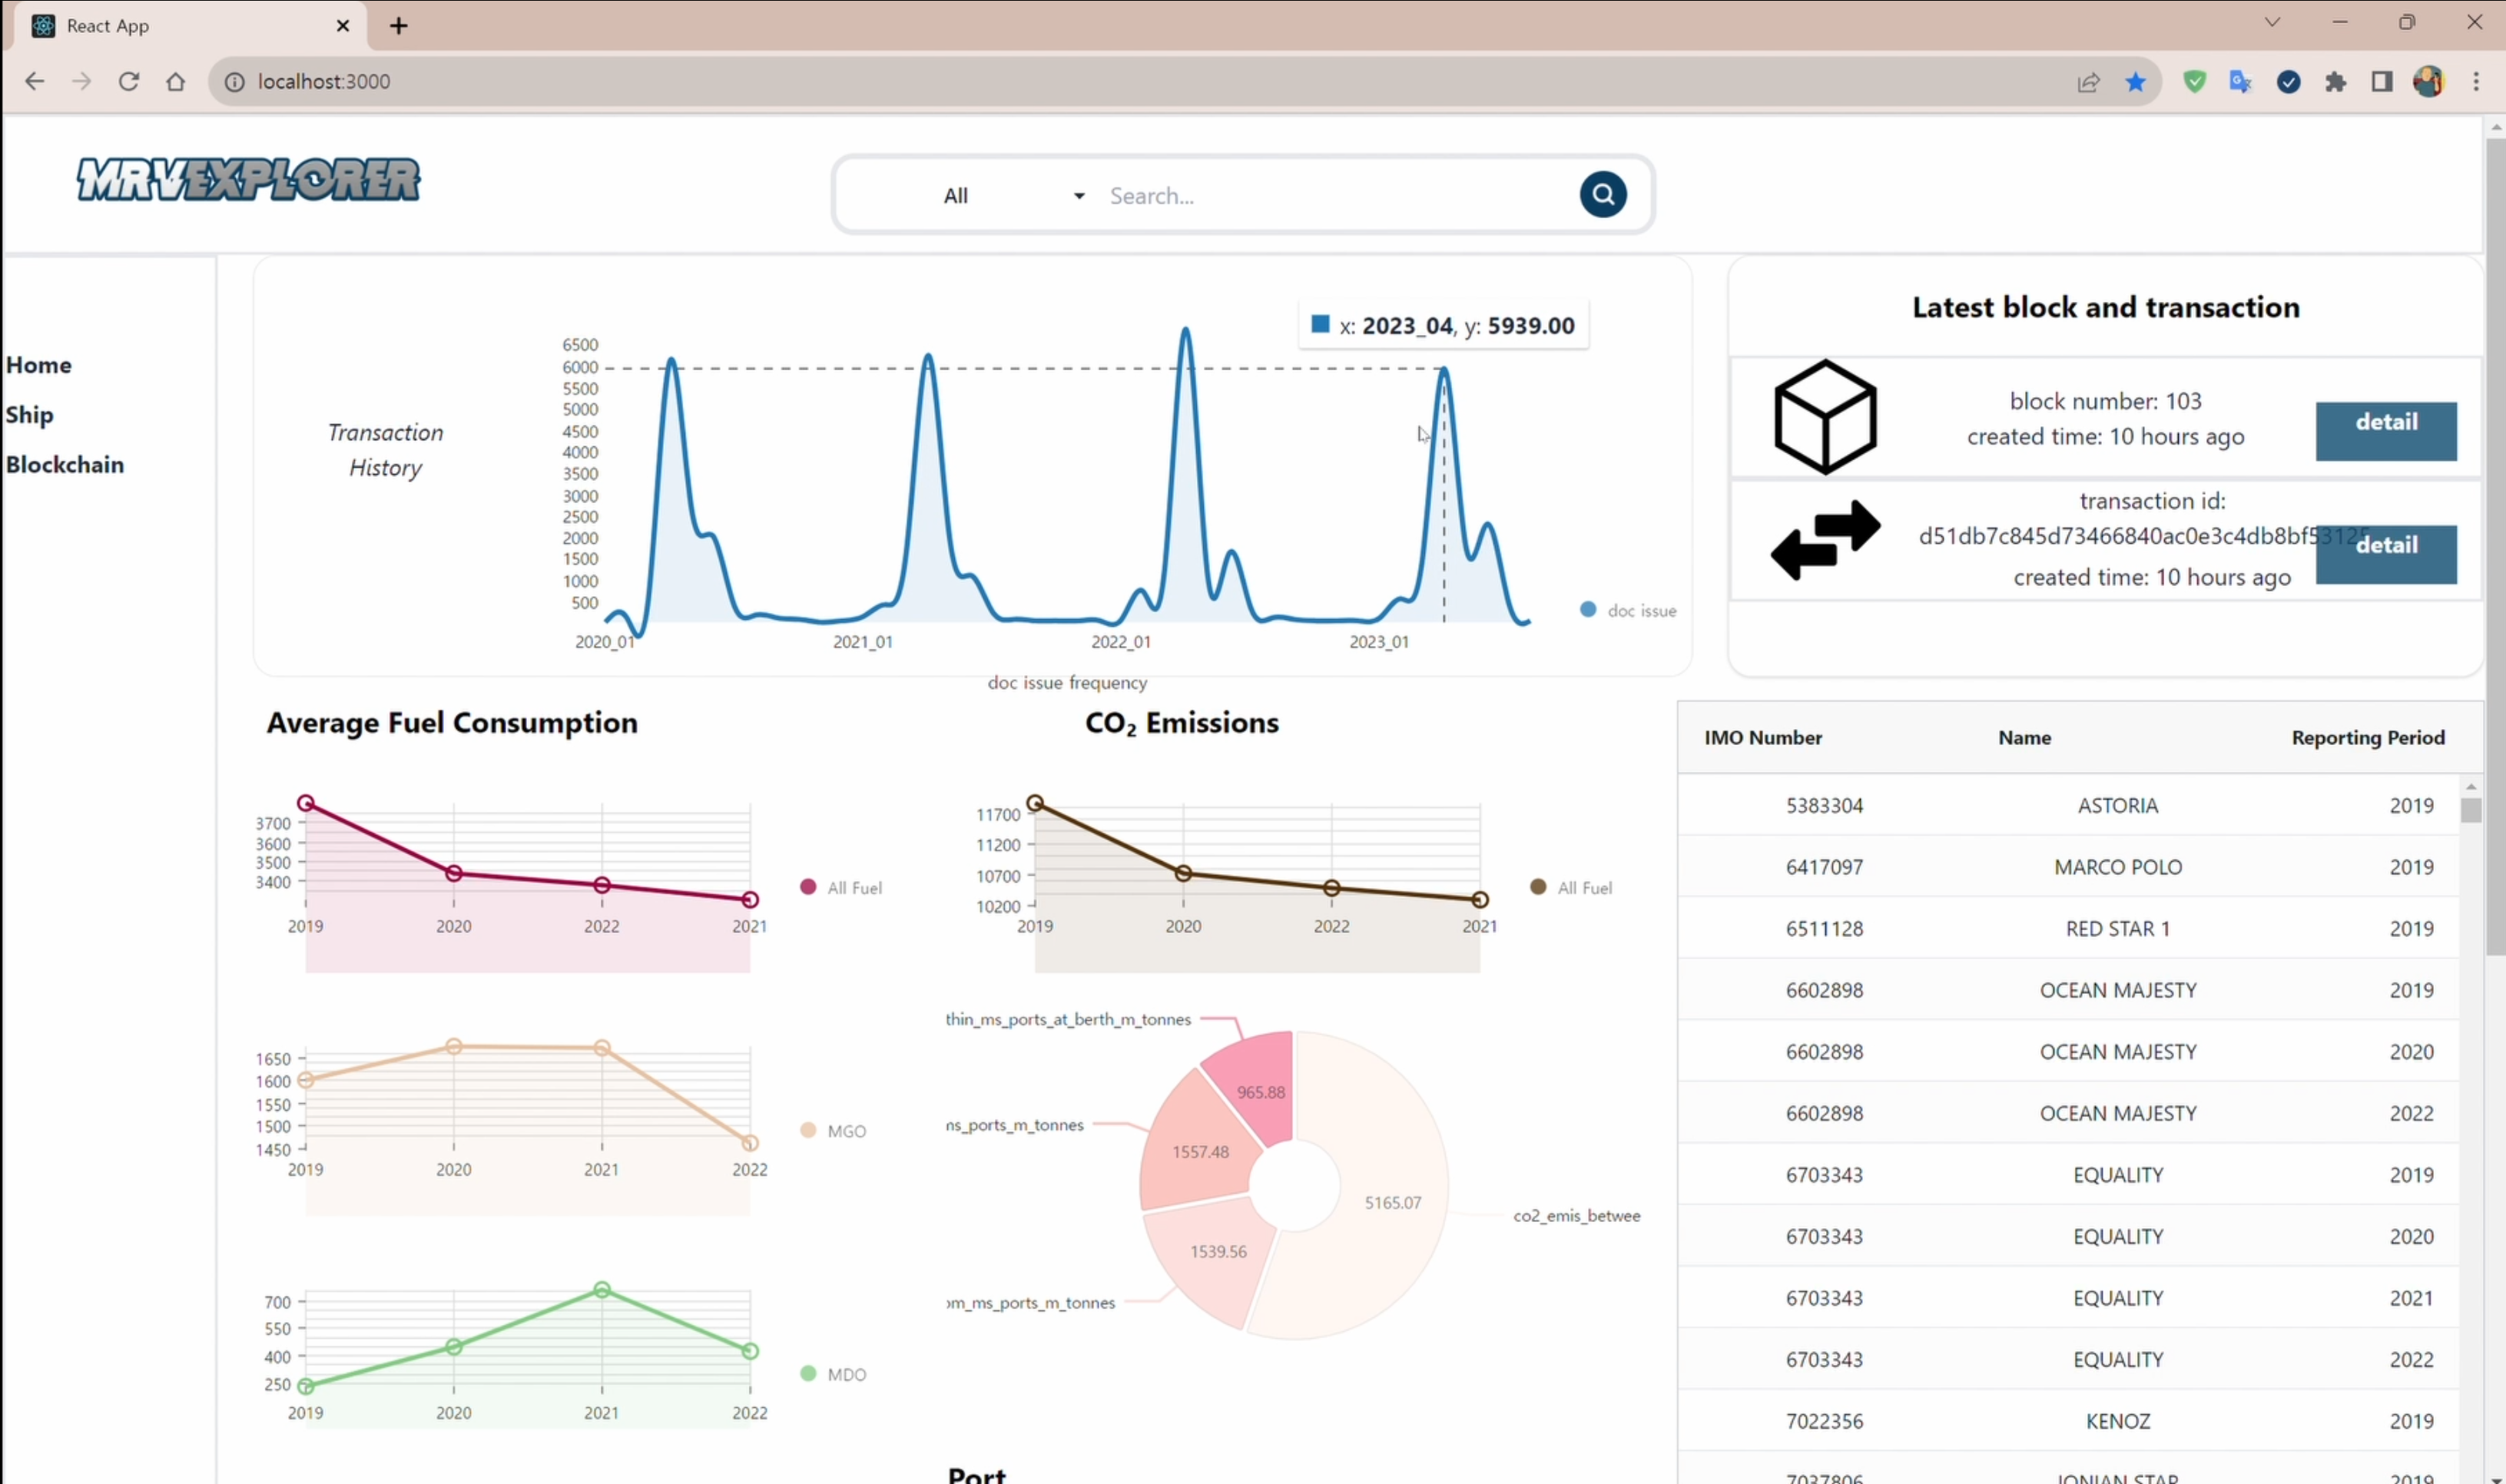 React App
localhost:3000
MRVEXPLORER
All
Search...
Home
Ship
Blockchain
Transaction
History
x: 2023_04, y: 5939.00
6500
6000
5500
5000
4500
4000
3500
3000
2500
2000
1500
1000
500
2020_01
2021_01
2022_01
2023_01
doc issue
doc issue frequency
Latest block and transaction
block number: 103
created time: 10 hours ago
detail
transaction id:
d51db7c845d73466840ac0e3c4db8bf53125
created time: 10 hours ago
detail
Average Fuel Consumption
3700
3600
3500
3400
2019
2020
2022
2021
All Fuel
1650
1600
1550
1500
1450
2019
2020
2021
2022
MGO
700
550
400
250
2019
2020
2021
2022
MDO
CO₂ Emissions
11700
11200
10700
10200
2019
2020
2022
2021
All Fuel
thin_ms_ports_at_berth_m_tonnes
965.88
ns_ports_m_tonnes
1557.48
5165.07
co2_emis_betwee
1539.56
om_ms_ports_m_tonnes
Port
IMO Number Name Reporting Period
5383304 ASTORIA 2019
6417097 MARCO POLO 2019
6511128 RED STAR 1 2019
6602898 OCEAN MAJESTY 2019
6602898 OCEAN MAJESTY 2020
6602898 OCEAN MAJESTY 2022
6703343 EQUALITY 2019
6703343 EQUALITY 2020
6703343 EQUALITY 2021
6703343 EQUALITY 2022
7022356 KENOZ 2019
7037806 IONIAN STAR 2019